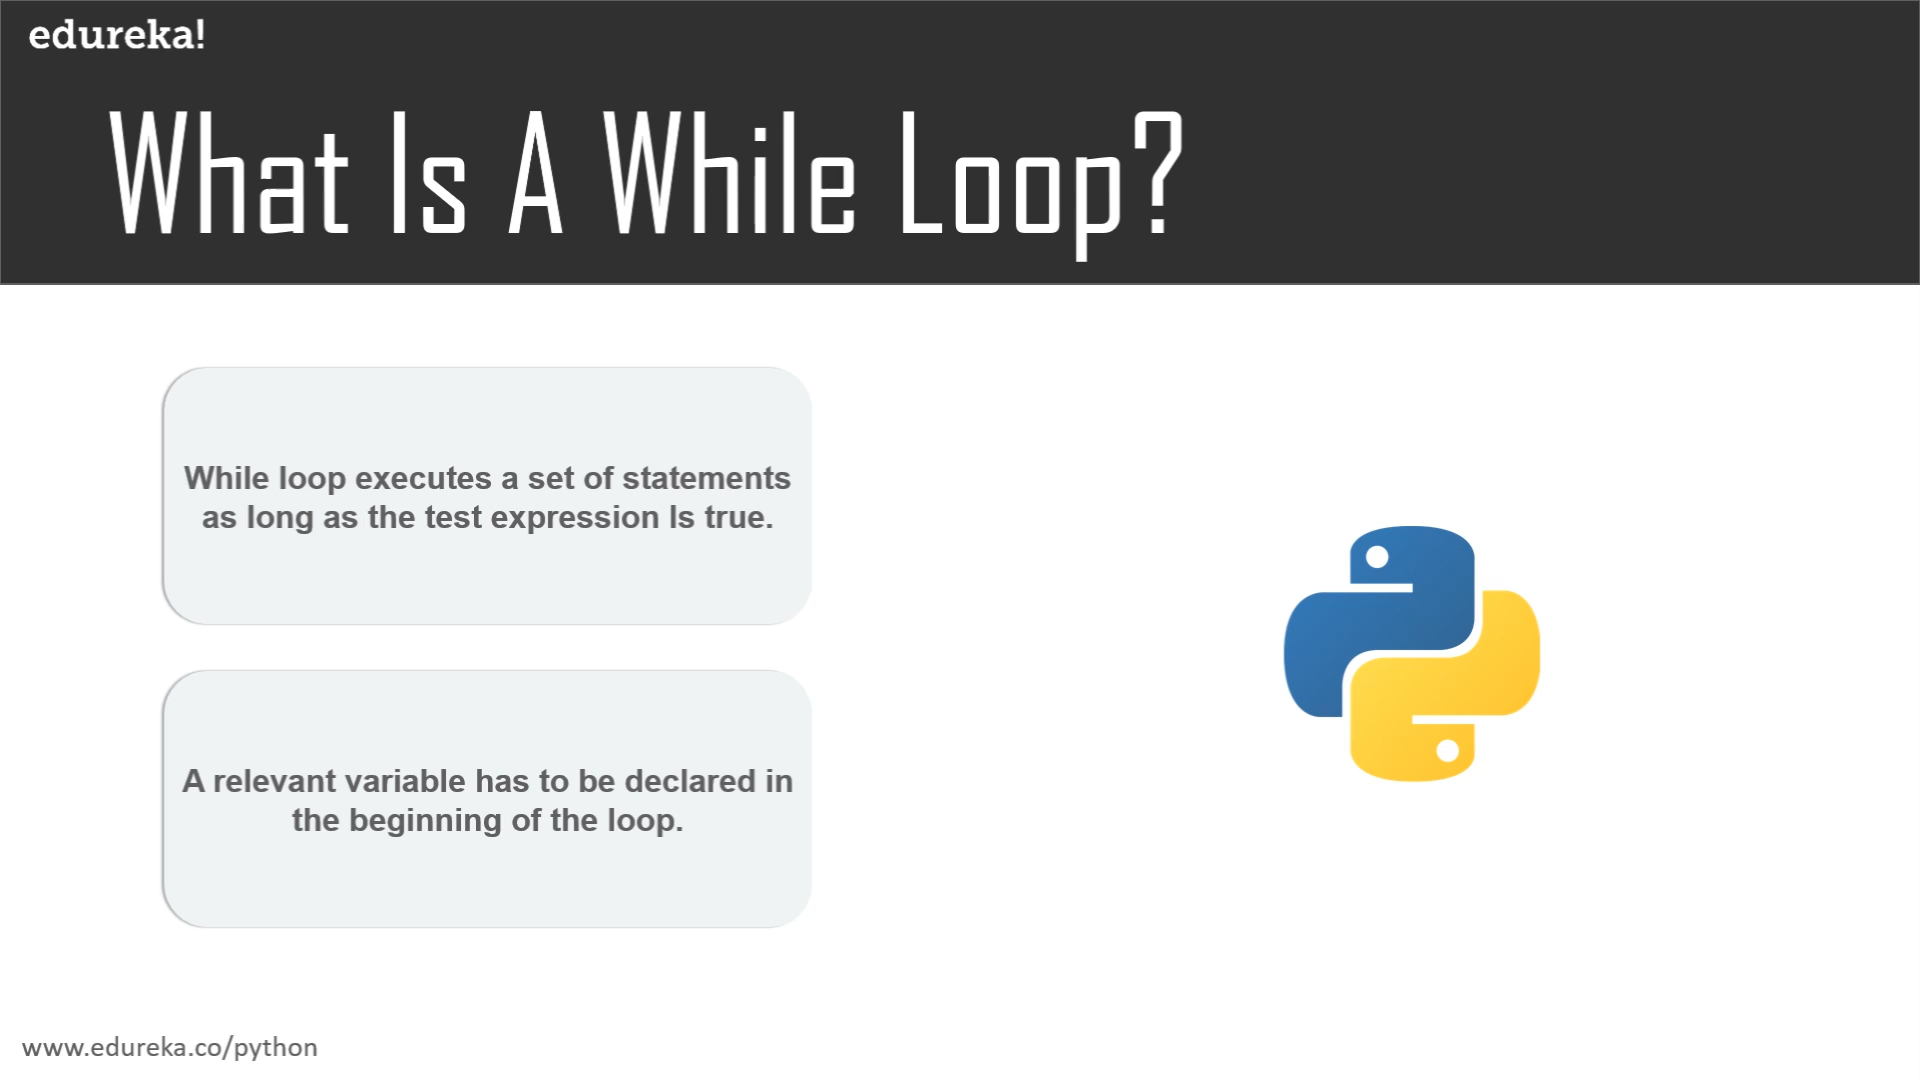 edureka!
What Is A While Loop?
While loop executes a set of statements
as long as the test expression Is true.
A relevant variable has to be declared in
the beginning of the loop.
www.edureka.co/python